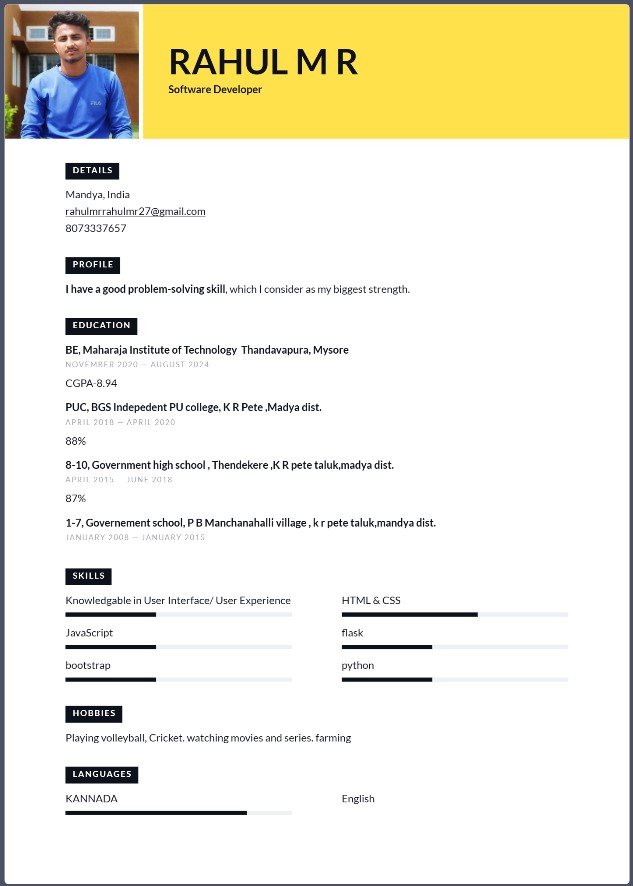 RAHUL M R
Software Developer
DETAILS
Mandya, India
rahulmrrahulmr27@gmail.com
8073337657
PROFILE
I have a good problem-solving skill, which I consider as my biggest strength.
EDUCATION
BE, Maharaja Institute of Technology Thandavapura, Mysore
NOVEMBER 2020 — AUGUST 2024
CGPA-8.94
PUC, BGS Indepedent PU college, K R Pete ,Madya dist.
APRIL 2018 — APRIL 2020
88%
8-10, Government high school , Thendekere ,K R pete taluk,madya dist.
APRIL 2015 — JUNE 2018
87%
1-7, Governement school, P B Manchanahalli village , k r pete taluk,mandya dist.
JANUARY 2008 — JANUARY 2015
SKILLS
Knowledgable in User Interface/ User Experience
HTML & CSS
JavaScript
flask
bootstrap
python
HOBBIES
Playing volleyball, Cricket. watching movies and series. farming
LANGUAGES
KANNADA
English